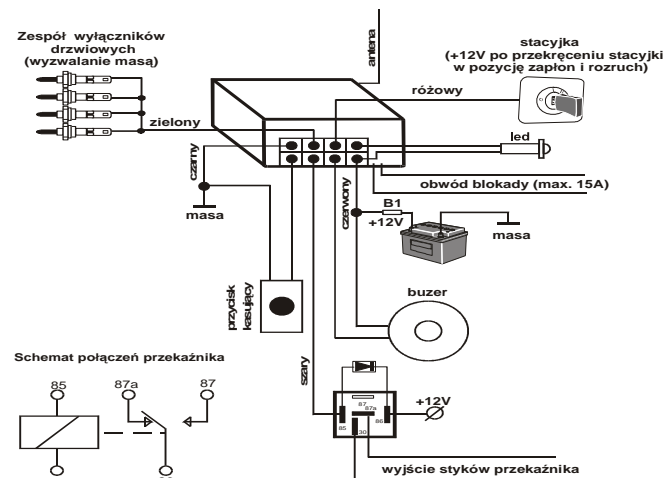 Zespół wyłączników
drzwiowych
(wyzwalanie masą)
antena
stacyjka
(+12V po przekręceniu stacyjki
w pozycję zapłon i rozruch)
różowy
zielony
led
czarny
obwód blokady (max. 15A)
masa
czerwony
B1
+12V
masa
przycisk
kasujący
buzer
szary
Schemat połączeń przekaźnika
85
87a
87
87
87a
85
86
30
+12V
wyjście styków przekaźnika